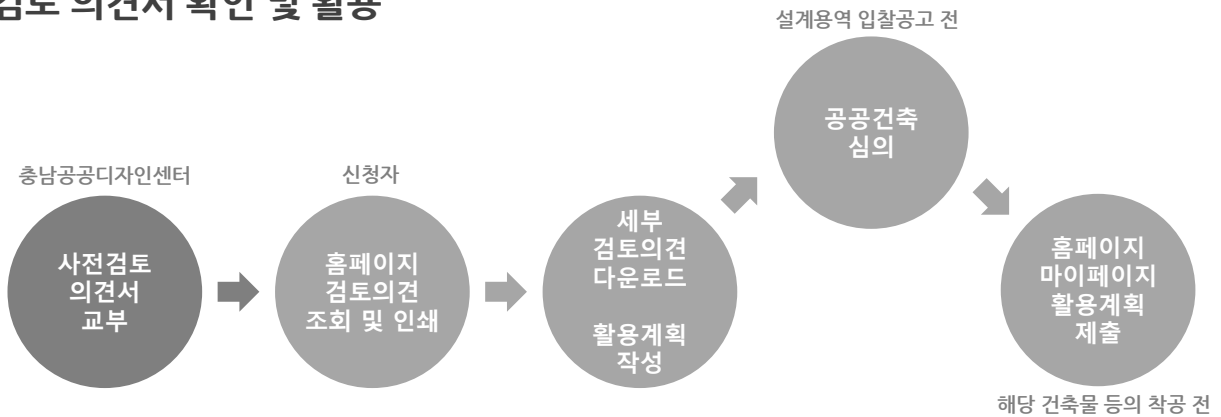 검토 의견서 확인 및 활용
설계용역 입찰공고 전
공공건축
심의
충남공공디자인센터
사전검토
의견서
교부
신청자
홈페이지
검토의견
조회 및 인쇄
세부
검토의견
다운로드
활용계획
작성
홈페이지
마이페이지
활용계획
제출
해당 건축물 등의 착공 전